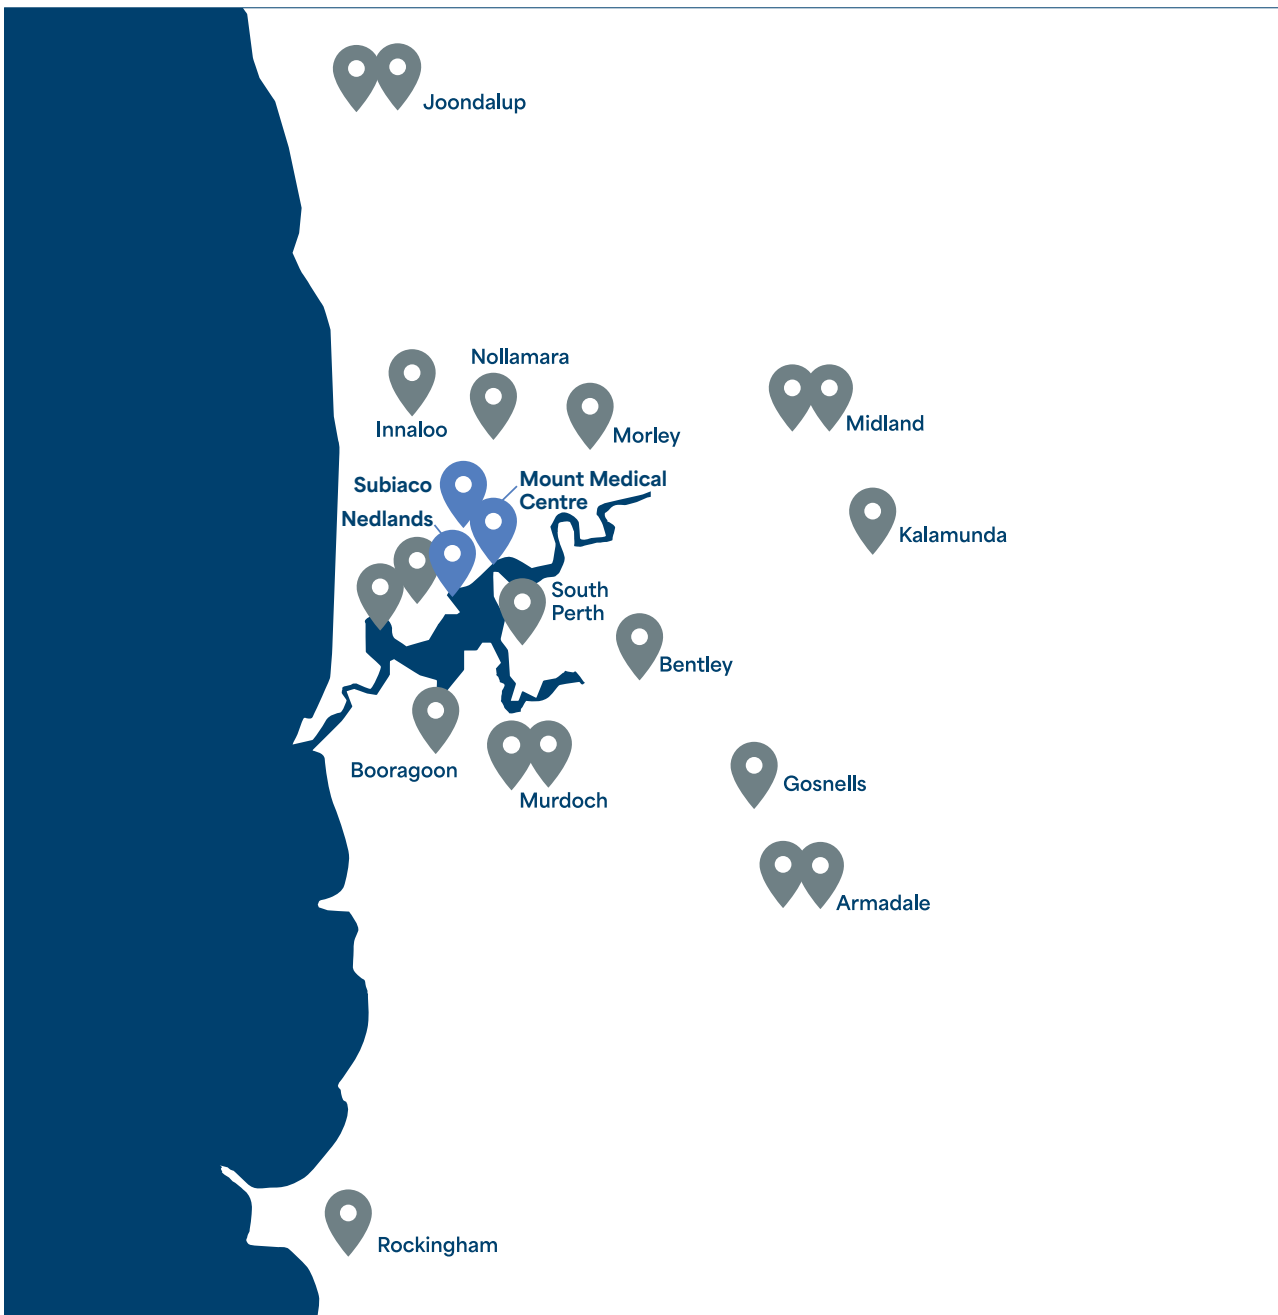 Joondalup
Nollamara
Innaloo
Morley
Midland
Subiaco
Mount Medical
Centre
Nedlands
Kalamunda
South
Perth
Bentley
Booragoon
Murdoch
Gosnells
Armadale
Rockingham